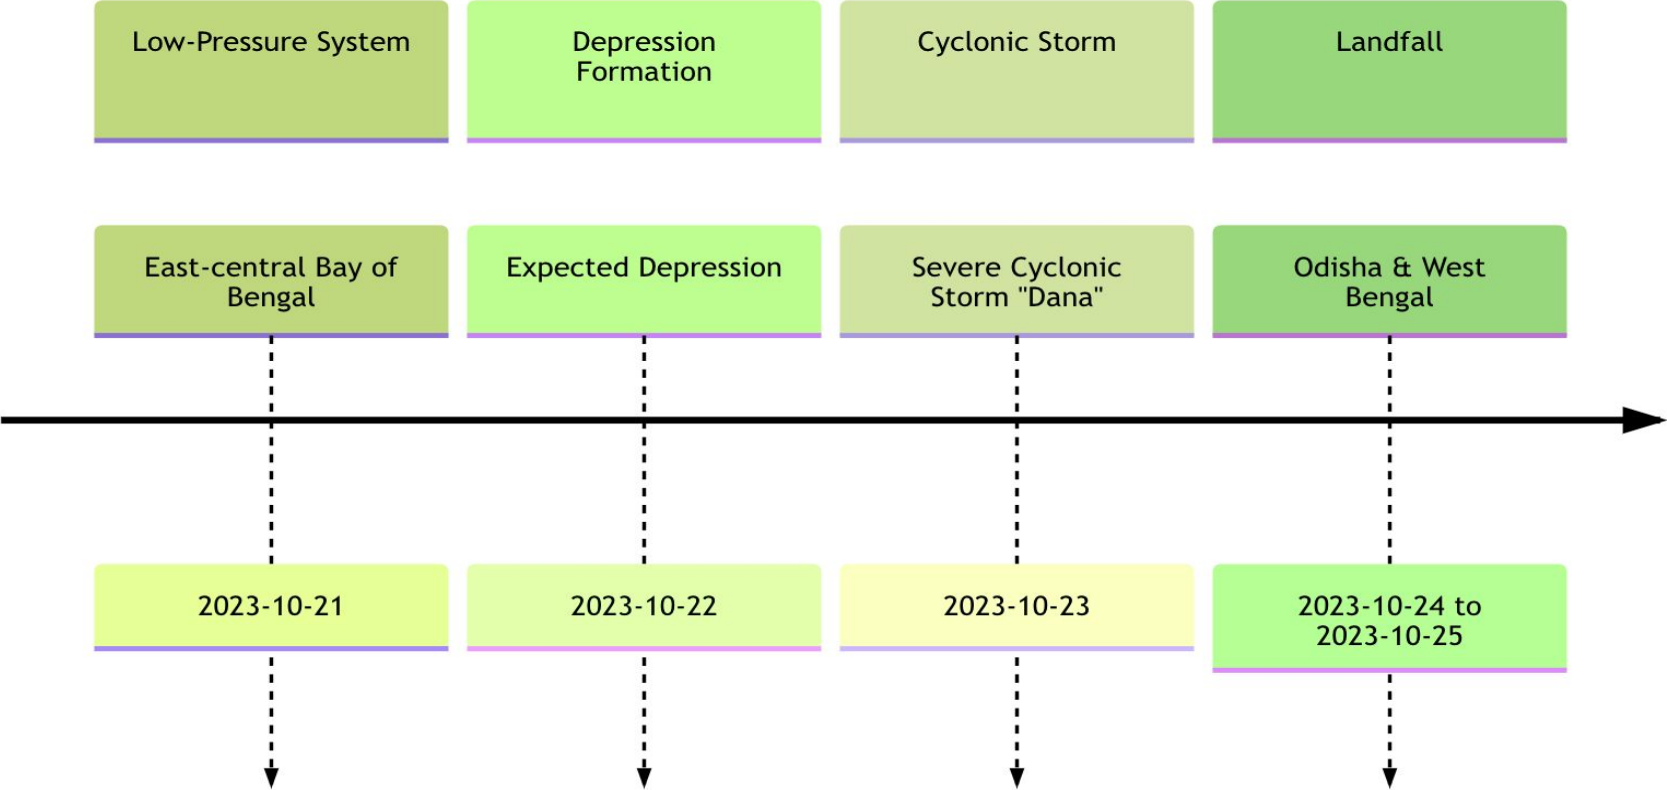 Low-Pressure System
Depression
Formation
Cyclonic Storm
Landfall
East-central Bay of
Bengal
Expected Depression
Severe Cyclonic
Storm "Dana"
Odisha & West
Bengal
2023-10-21
2023-10-22
2023-10-23
2023-10-24 to
2023-10-25